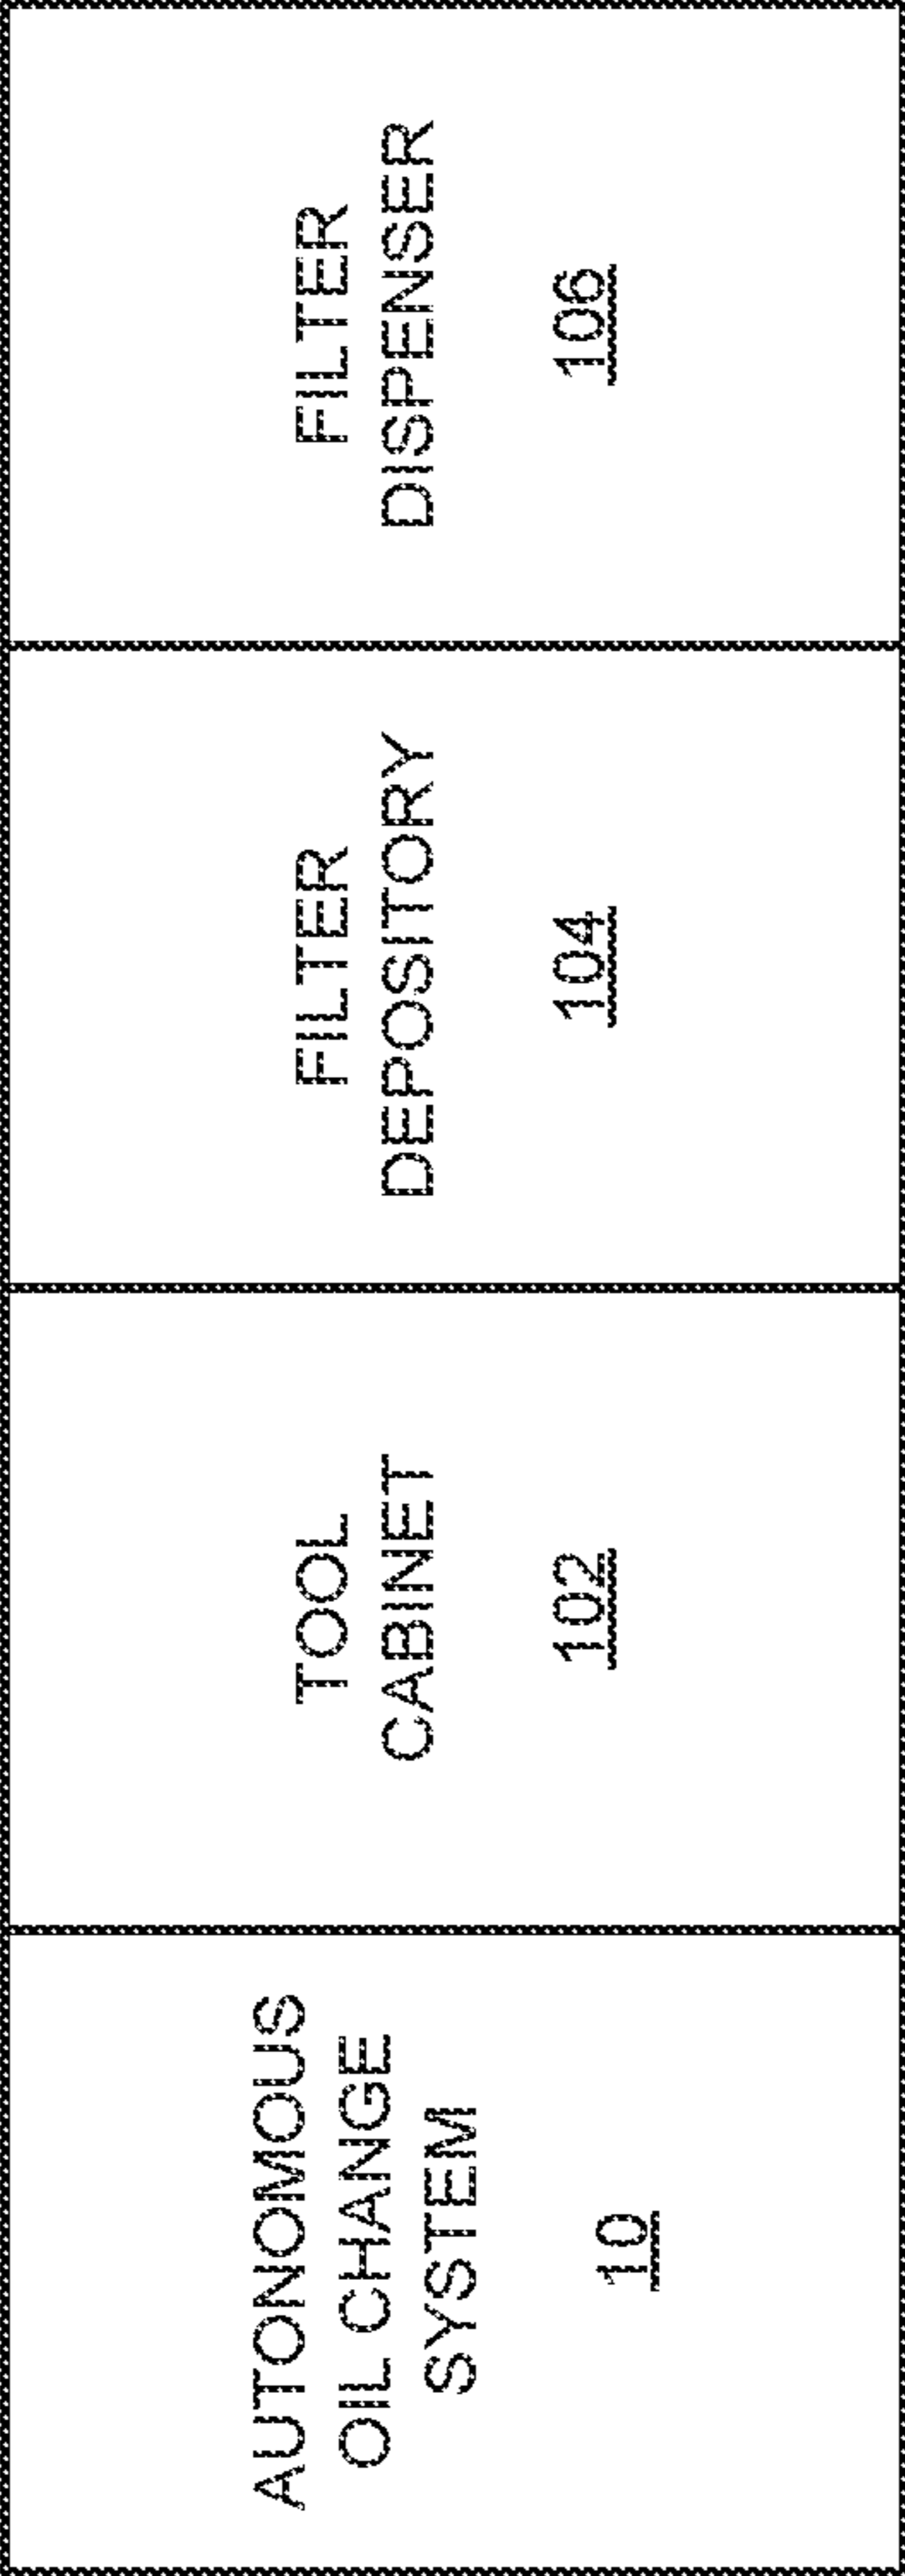 AUTONOMOUS
OIL CHANGE
SYSTEM
10
TOOL
CABINET
102
FILTER
DEPOSITORY
104
FILTER
DISPENSER
106